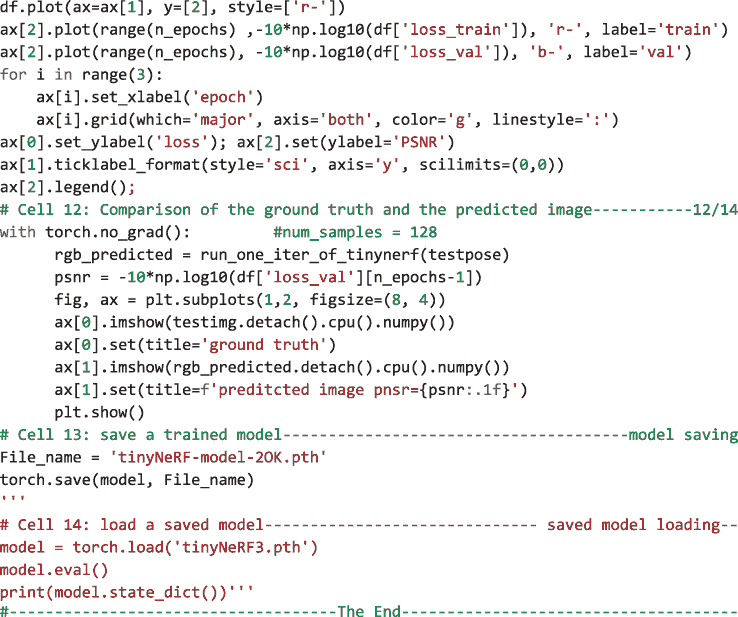 df.plot(ax=ax[1], y=[2], style=['r-'])
ax[2].plot(range(n_epochs) ,-10*np.log10(df['loss_train']), 'r-', label='train')
ax[2].plot(range(n_epochs), -10*np.log10(df['loss_val']), 'b-', label='val')
for i in range(3):
    ax[i].set_xlabel('epoch')
    ax[i].grid(which='major', axis='both', color='g', linestyle=':')
ax[0].set_ylabel('loss'); ax[2].set(ylabel='PSNR')
ax[1].ticklabel_format(style='sci', axis='y', scilimits=(0,0))
ax[2].legend();
# Cell 12: Comparison of the ground truth and the predicted image-----------12/14
with torch.no_grad():         #num_samples = 128
      rgb_predicted = run_one_iter_of_tinynerf(testpose)
      psnr = -10*np.log10(df['loss_val'][n_epochs-1])
      fig, ax = plt.subplots(1,2, figsize=(8, 4))
      ax[0].imshow(testimg.detach().cpu().numpy())
      ax[0].set(title='ground truth')
      ax[1].imshow(rgb_predicted.detach().cpu().numpy())
      ax[1].set(title=f'preditcted image pnsr={psnr:.1f}')
      plt.show()
# Cell 13: save a trained model--------------------------------------model saving
File_name = 'tinyNeRF-model-2OK.pth'
torch.save(model, File_name)
'''
# Cell 14: load a saved model------------------------------ saved model loading--
model = torch.load('tinyNeRF3.pth')
model.eval()
print(model.state_dict())'''
#------------------------------------The End-------------------------------------